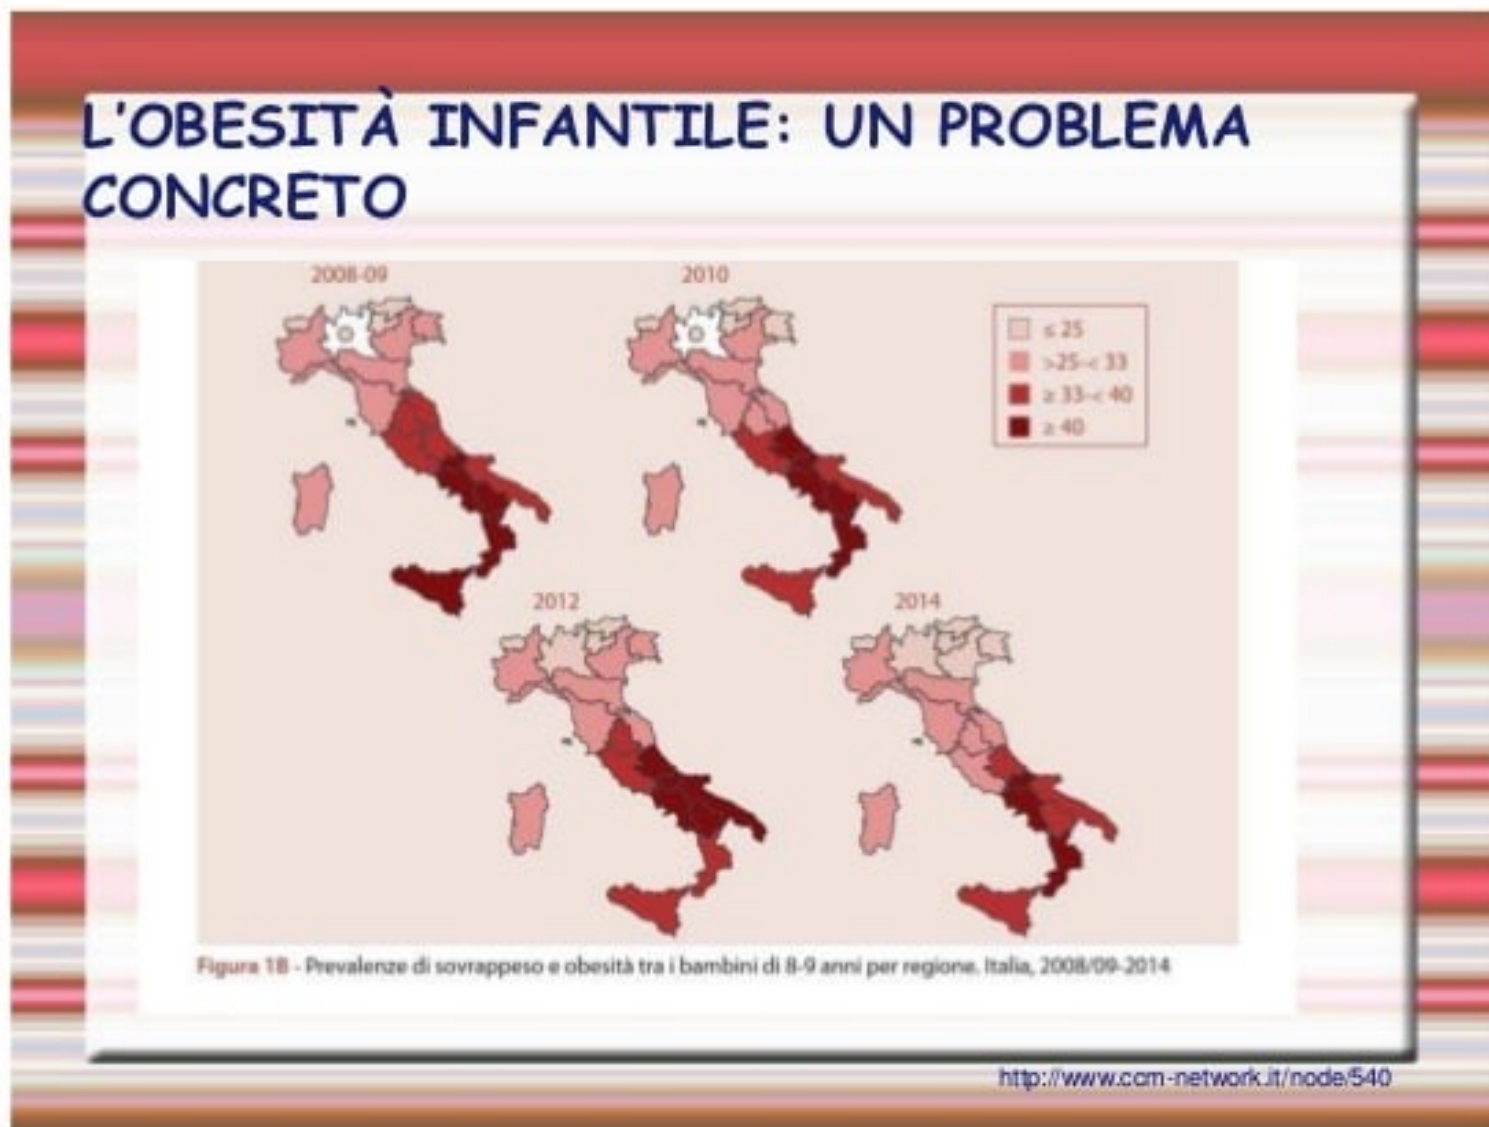 L'OBESITÀ INFANTILE: UN PROBLEMA
CONCRETO
2008-09
2010
≤ 25
>25-< 33
≥ 33-< 40
≥ 40
2012
2014
Figura 1B - Prevalenze di sovrappeso e obesità tra i bambini di 8-9 anni per regione. Italia, 2008/09-2014
http://www.ccm-network.it/node/540